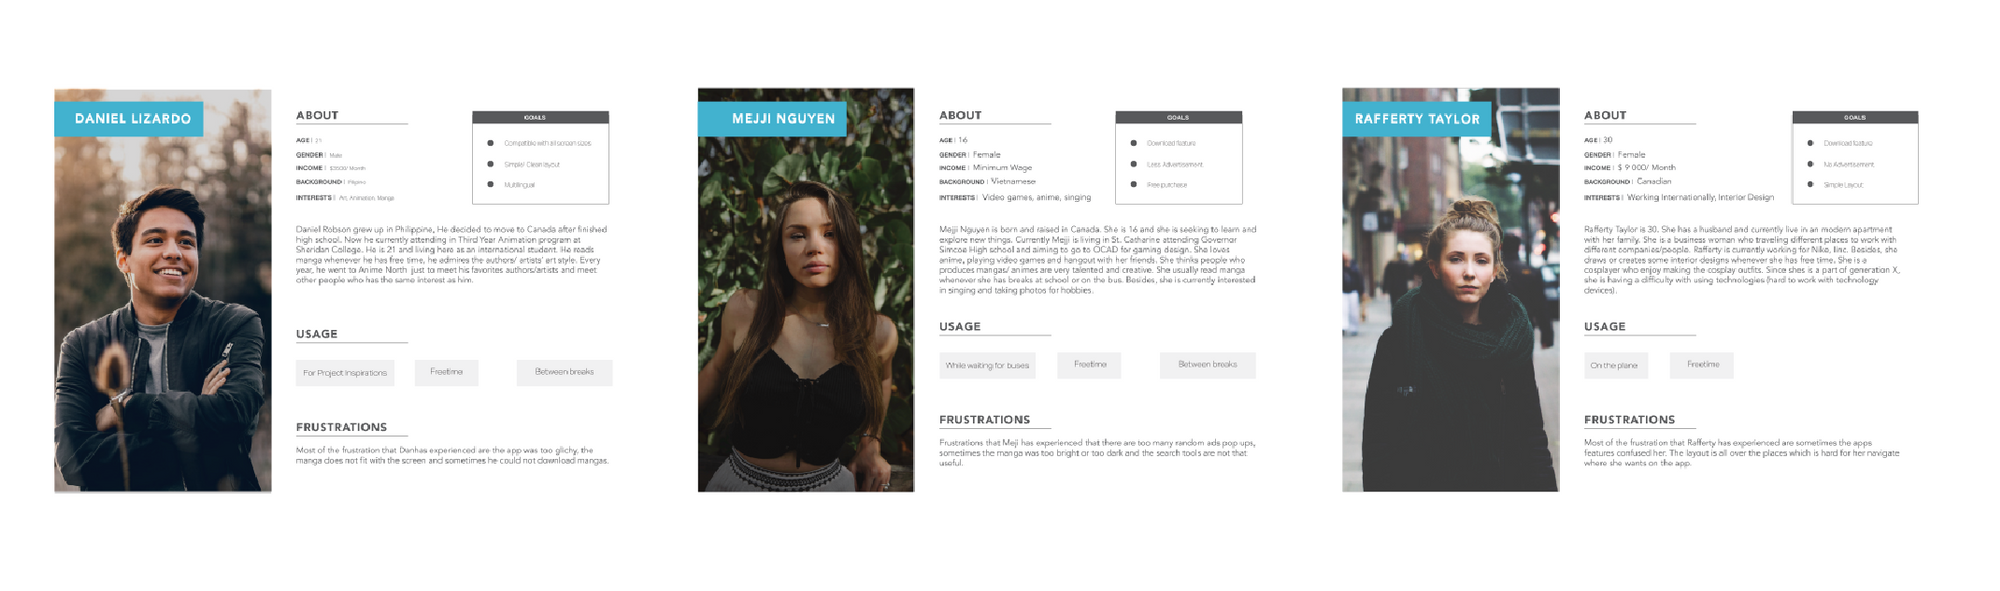 DANIEL LIZARDO
ABOUT
AGE | 21
GENDER | Male
INCOME | $3500/ Month
BACKGROUND | Filipino
INTERESTS | Art, Animation, Manga
GOALS
Compatible with all screen sizes
Simple/ Clean layout
Multilingual
Daniel Robson grew up in Philippine, He decided to move to Canada after finished
high school. Now he currently attending in Third Year Animation program at
Sheridan College. He is 21 and living here as an international student. He reads
manga whenever he has free time, he admires the authors/ artists' art style. Every
year, he went to Anime North just to meet his favorites authors/artists and meet
other people who has the same interest as him.
USAGE
For Project Inspirations
Freetime
Between breaks
FRUSTRATIONS
Most of the frustration that Danhas experienced are the app was too glichy, the
manga does not fit with the screen and sometimes he could not download mangas.
MEJJI NGUYEN
ABOUT
AGE | 16
GENDER | Female
INCOME | Minimum Wage
BACKGROUND | Vietnamese
INTERESTS | Video games, anime, singing
GOALS
Download feature
Less Advertisement
Free purchase
Mejji Nguyen is born and raised in Canada. She is 16 and she is seeking to learn and
explore new things. Currently Mejji is living in St. Catharine attending Governor
Simcoe High school and aiming to go to OCAD for gaming design. She loves
anime, playing video games and hangout with her friends. She thinks people who
produces mangas/ animes are very talented and creative. She usually read manga
whenever she has breaks at school or on the bus. Besides, she is currently interested
in singing and taking photos for hobbies.
USAGE
While waiting for buses
Freetime
Between breaks
FRUSTRATIONS
Frustrations that Meji has experienced that there are too many random ads pop ups,
sometimes the manga was too bright or too dark and the search tools are not that
useful.
RAFFERTY TAYLOR
ABOUT
AGE | 30
GENDER | Female
INCOME | $ 9 000/ Month
BACKGROUND | Canadian
INTERESTS | Working Internationally, Interior Design
GOALS
Download feature
No Advertisement
Simple Layout
Rafferty Taylor is 30. She has a husband and currently live in an modern apartment
with her family. She is a business woman who traveling different places to work with
different companies/people. Rafferty is currently working for Nike, Iinc. Besides, she
draws or creates some interior-designs whenever she has free time. She is a
cosplayer who enjoy making the cosplay outfits. Since shes is a part of generation X,
she is having a difficulty with using technologies (hard to work with technology
devices).
USAGE
On the plane
Freetime
FRUSTRATIONS
Most of the frustration that Rafferty has experienced are sometimes the apps
features confused her. The layout is all over the places which is hard for her navigate
where she wants on the app.